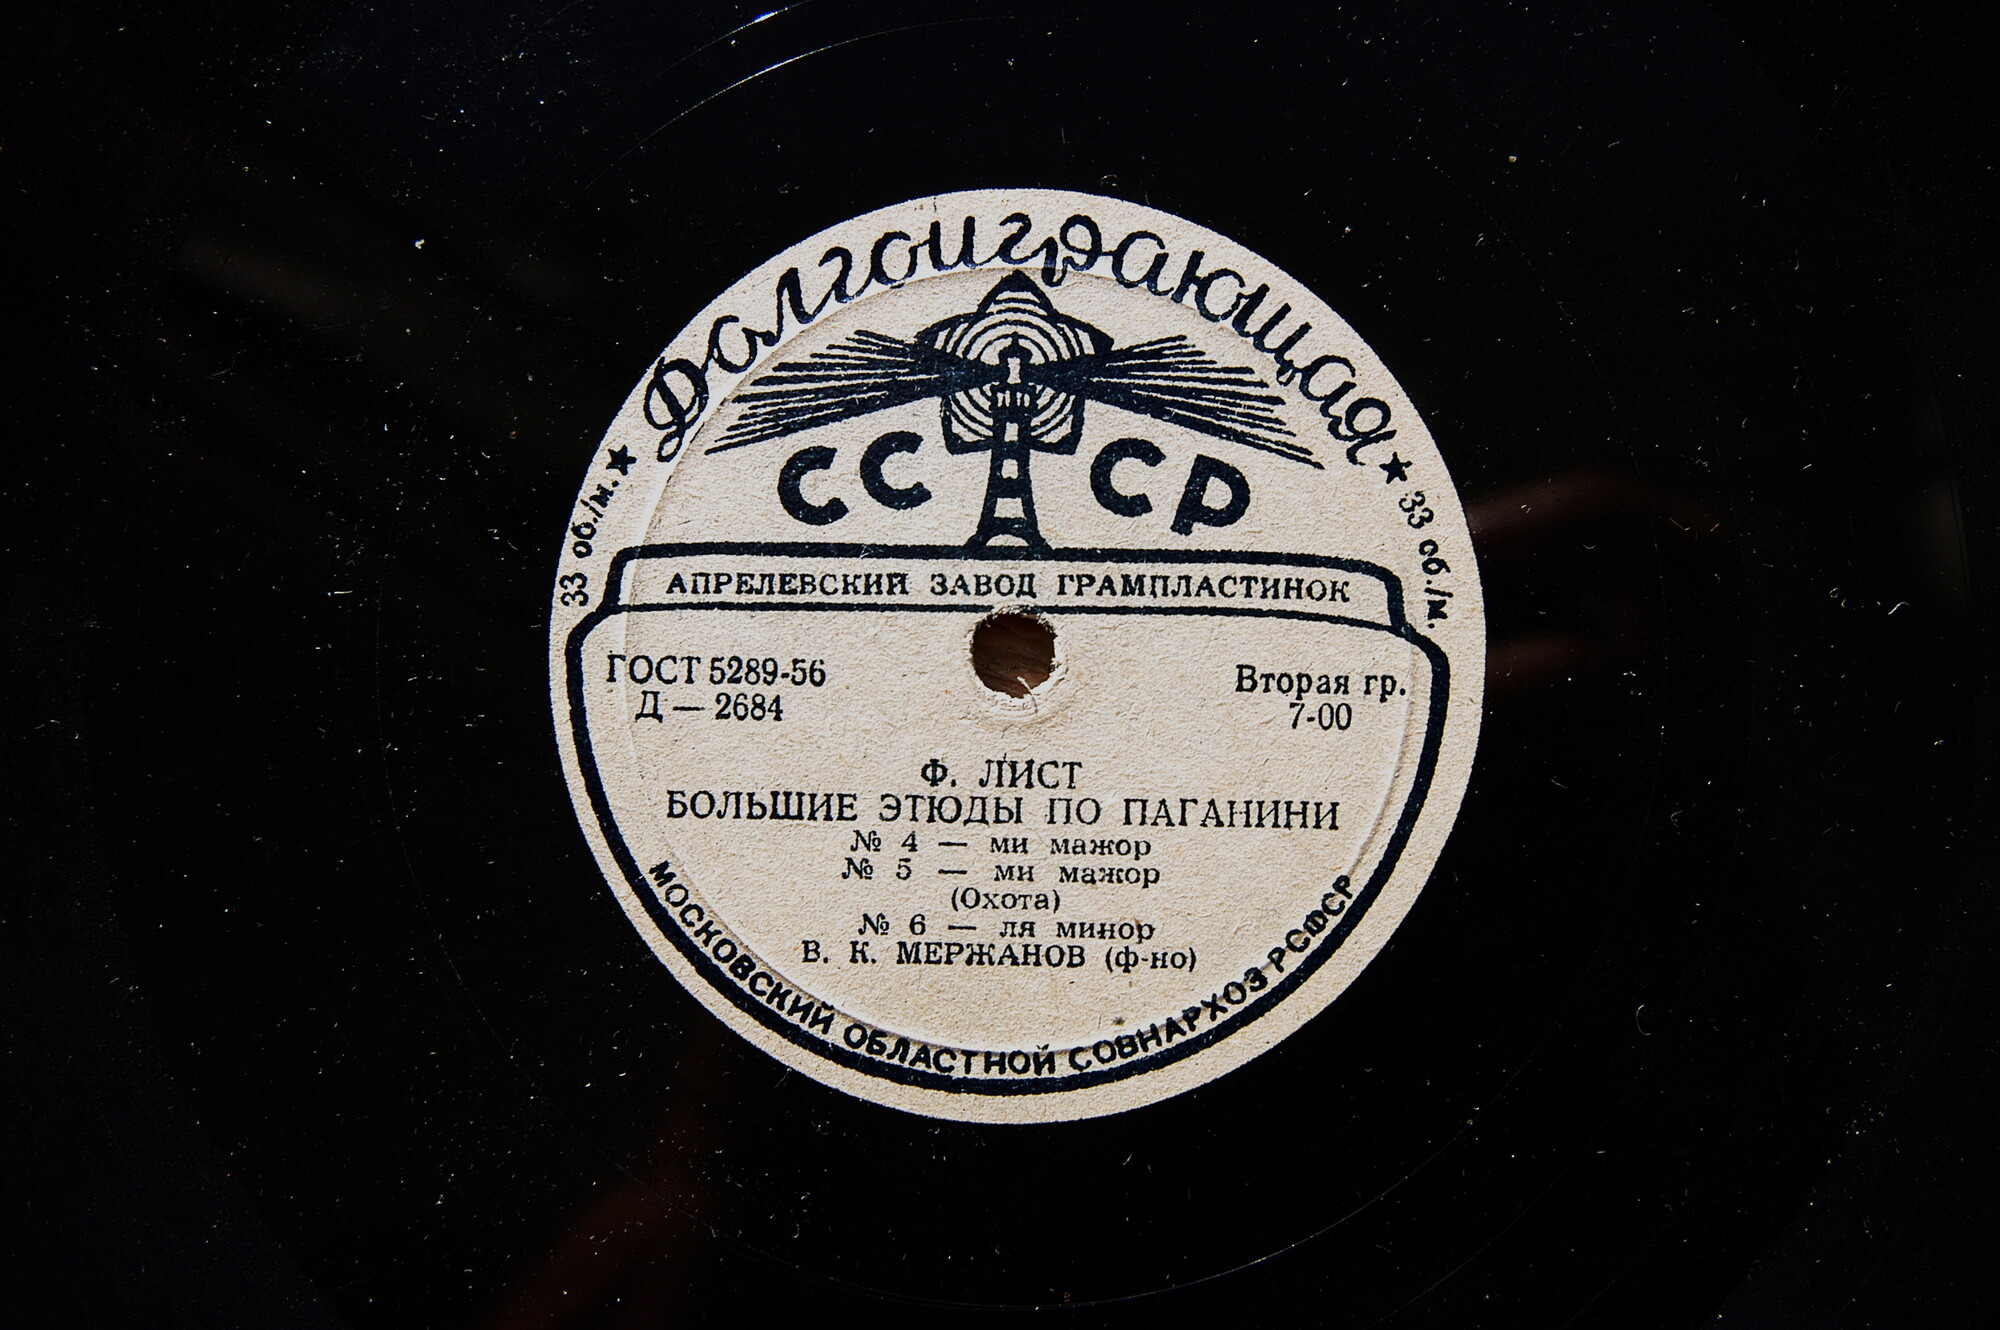 Долгоиграющая
33 об./м. ★ ★ 33 об./м.
СССР
АПРЕЛЕВСКИЙ ЗАВОД ГРАМПЛАСТИНОК
ГОСТ 5289-56
Д — 2684
Вторая гр.
7-00
Ф. ЛИСТ
БОЛЬШИЕ ЭТЮДЫ ПО ПАГАНИНИ
№ 4 — ми мажор
№ 5 — ми мажор
(Охота)
№ 6 — ля минор
В. К. МЕРЖАНОВ (ф-но)
МОСКОВСКИЙ ОБЛАСТНОЙ СОВНАРХОЗ РСФСР